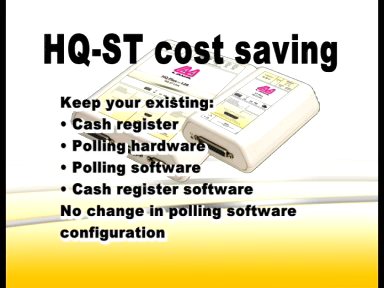 HQ-ST cost saving
Keep your existing:
• Cash register
• Polling hardware
• Polling software
• Cash register software
No change in polling software
configuration